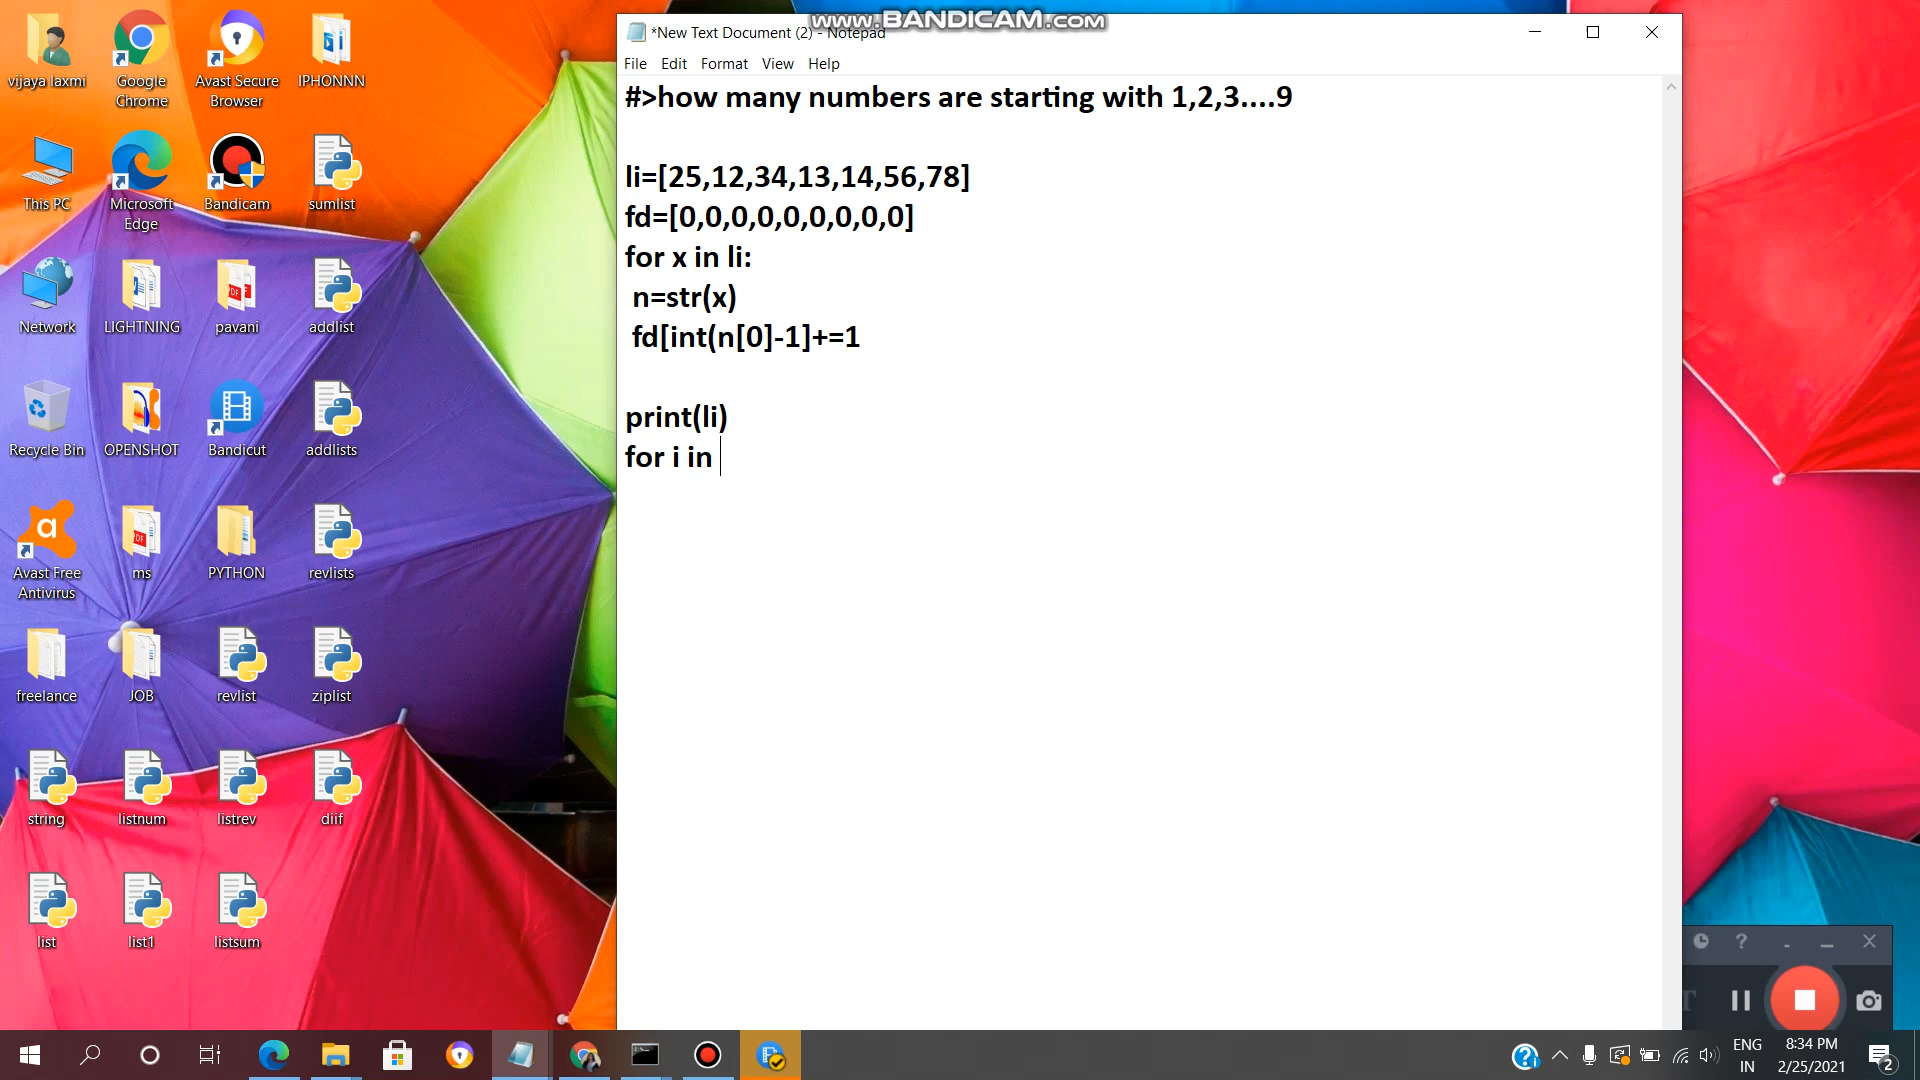 www.BANDICAM.com
*New Text Document (2) - Notepad
File Edit Format View Help
#>how many numbers are starting with 1,2,3....9
li=[25,12,34,13,14,56,78]
fd=[0,0,0,0,0,0,0,0,0]
for x in li:
 n=str(x)
 fd[int(n[0]-1]+=1
print(li)
for i in
vijaya laxmi
Google Chrome
Avast Secure Browser
IPHONNN
This PC
Microsoft Edge
Bandicam
sumlist
Network
LIGHTNING
pavani
addlist
Recycle Bin
OPENSHOT
Bandicut
addlists
Avast Free Antivirus
ms
PYTHON
revlists
freelance
JOB
revlist
ziplist
string
listnum
listrev
diif
list
list1
listsum
ENG
IN
8:34 PM
2/25/2021
2